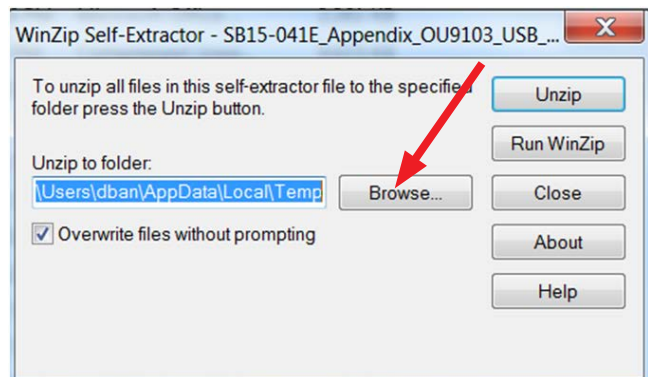 WinZip Self-Extractor - SB15-041E_Appendix_OU9103_USB_...
To unzip all files in this self-extractor file to the specified
folder press the Unzip button.
Unzip to folder:
\Users\dban\AppData\Local\Temp
Browse...
Overwrite files without prompting
Unzip
Run WinZip
Close
About
Help